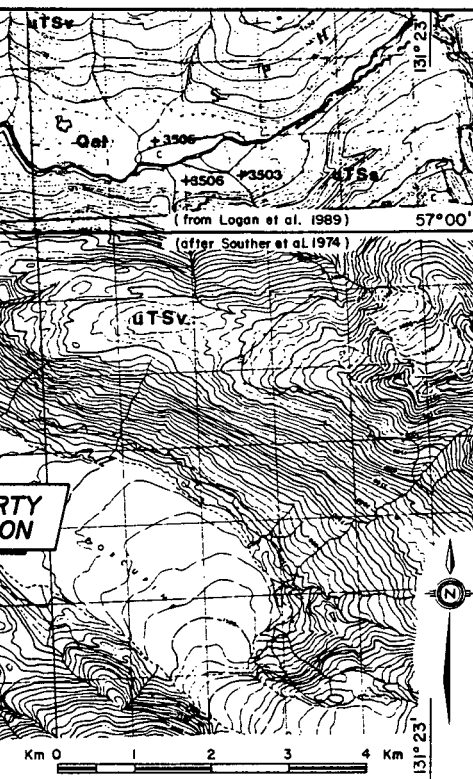 uTSv
131° 23'
Qal
+3506
c
+3506 +3503
uTSs
(from Logan et al. 1989) 57°00'
(after Souther et al. 1974)
uTSv
RTY
ON
N
131° 23'
Km 0 1 2 3 4 Km